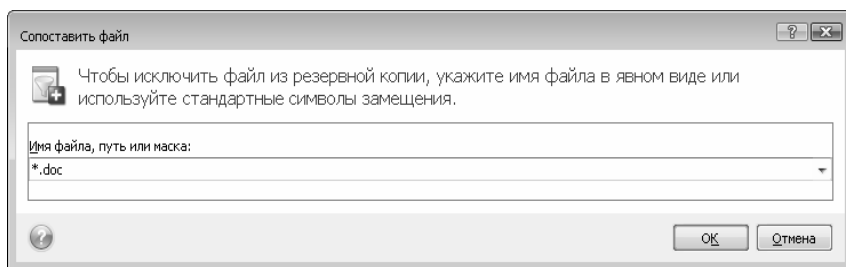 Сопоставить файл
Чтобы исключить файл из резервной копии, укажите имя файла в явном виде или
используйте стандартные символы замещения.
Имя файла, путь или маска:
*.doc
ОК Отмена